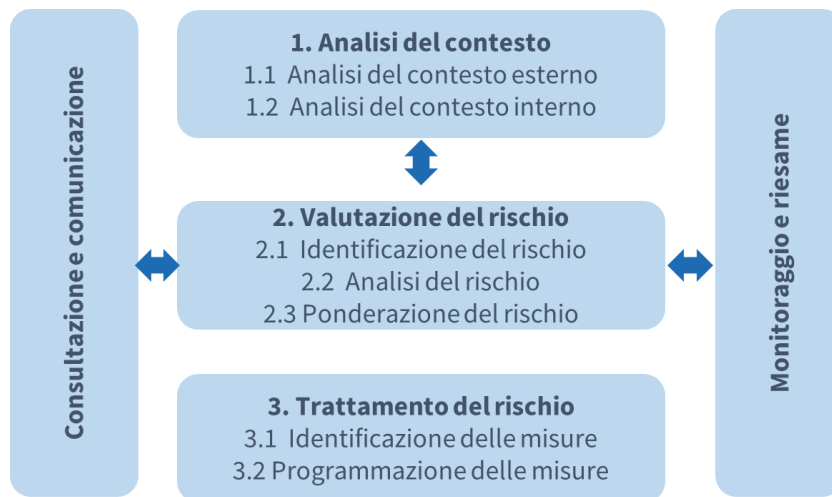 Consultazione e comunicazione
1. Analisi del contesto
1.1 Analisi del contesto esterno
1.2 Analisi del contesto interno
2. Valutazione del rischio
2.1 Identificazione del rischio
2.2 Analisi del rischio
2.3 Ponderazione del rischio
3. Trattamento del rischio
3.1 Identificazione delle misure
3.2 Programmazione delle misure
Monitoraggio e riesame